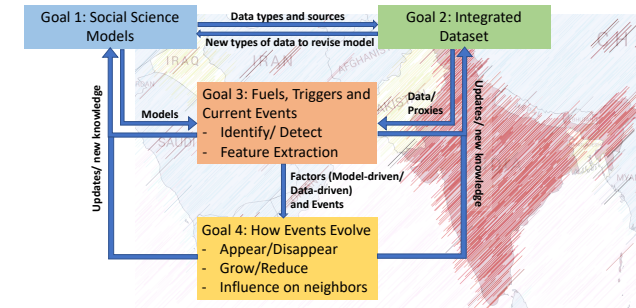 Goal 1: Social Science
Models
Data types and sources
New types of data to revise model
Goal 2: Integrated
Dataset
IRAQ
IRAN
AFGHANISTAN
CH
Updates/ new knowledge
Models
Goal 3: Fuels, Triggers and
Current Events
- Identify/ Detect
- Feature Extraction
Data/
Proxies
Updates/ new knowledge
SAUDI
Factors (Model-driven/
Data-driven)
and Events
Goal 4: How Events Evolve
- Appear/Disappear
- Grow/Reduce
- Influence on neighbors